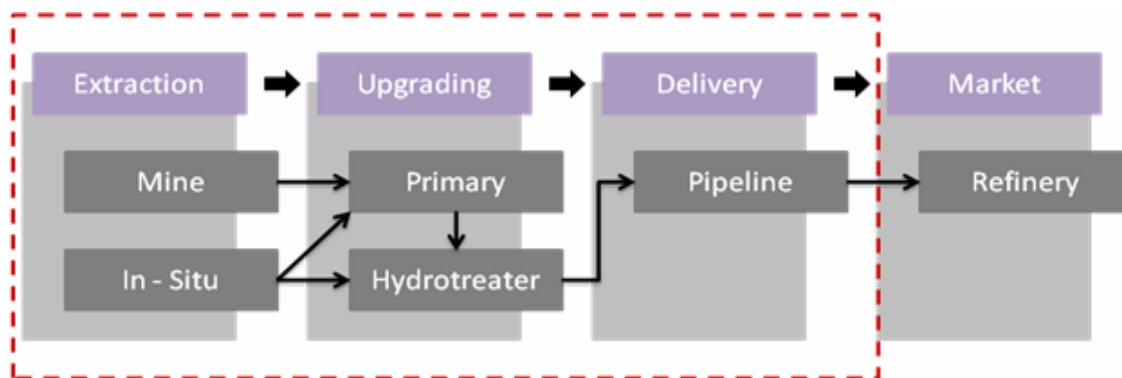 Extraction
Upgrading
Delivery
Market
Mine
Primary
Pipeline
Refinery
In - Situ
Hydrotreater